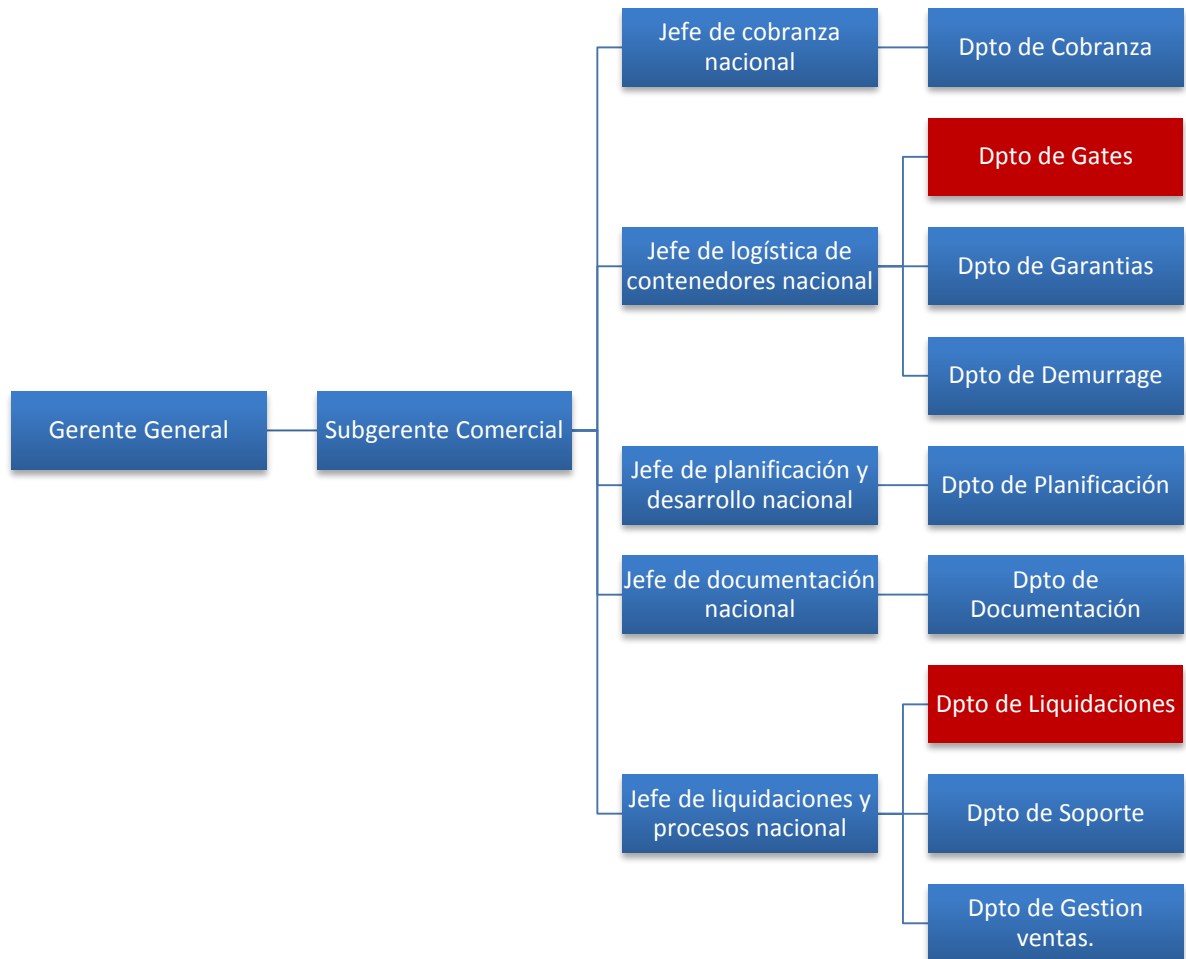 Gerente General
Subgerente Comercial
Jefe de cobranza
nacional
Dpto de Cobranza
Jefe de logística de
contenedores nacional
Dpto de Gates
Dpto de Garantias
Dpto de Demurrage
Jefe de planificación y
desarrollo nacional
Dpto de Planificación
Jefe de documentación
nacional
Dpto de
Documentación
Jefe de liquidaciones y
procesos nacional
Dpto de Liquidaciones
Dpto de Soporte
Dpto de Gestion
ventas.